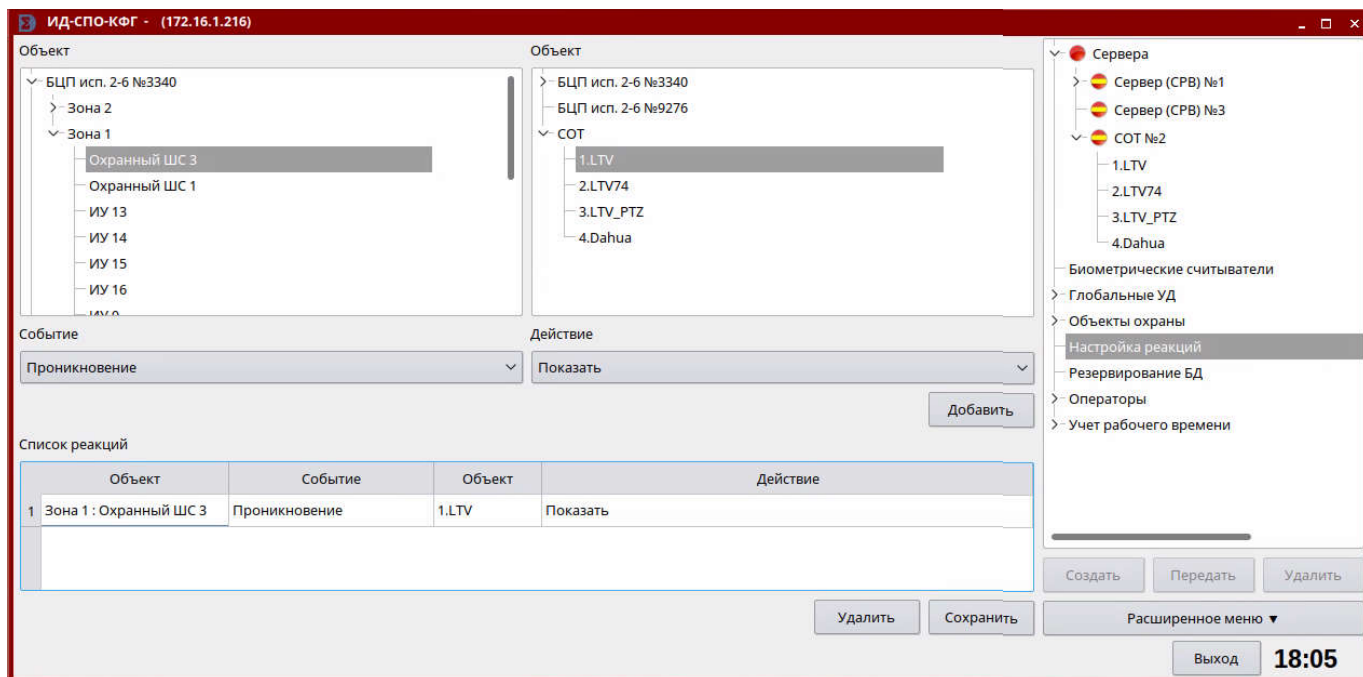 ИД-СПО-КФГ - (172.16.1.216)
Объект
БЦП исп. 2-6 №3340
Зона 2
Зона 1
Охранный ШС 3
Охранный ШС 1
ИУ 13
ИУ 14
ИУ 15
ИУ 16
Событие
Проникновение
Объект
БЦП исп. 2-6 №3340
БЦП исп. 2-6 №9276
СОТ
1.LTV
2.LTV74
3.LTV_PTZ
4.Dahua
Действие
Показать
Добавить
Список реакций
Объект Событие Объект Действие
1 Зона 1 : Охранный ШС 3 Проникновение 1.LTV Показать
Удалить Сохранить
Сервера
Сервер (СРВ) №1
Сервер (СРВ) №3
СОТ №2
1.LTV
2.LTV74
3.LTV_PTZ
4.Dahua
Биометрические считыватели
Глобальные УД
Объекты охраны
Настройка реакций
Резервирование БД
Операторы
Учет рабочего времени
Создать Передать Удалить
Расширенное меню ▼
Выход 18:05